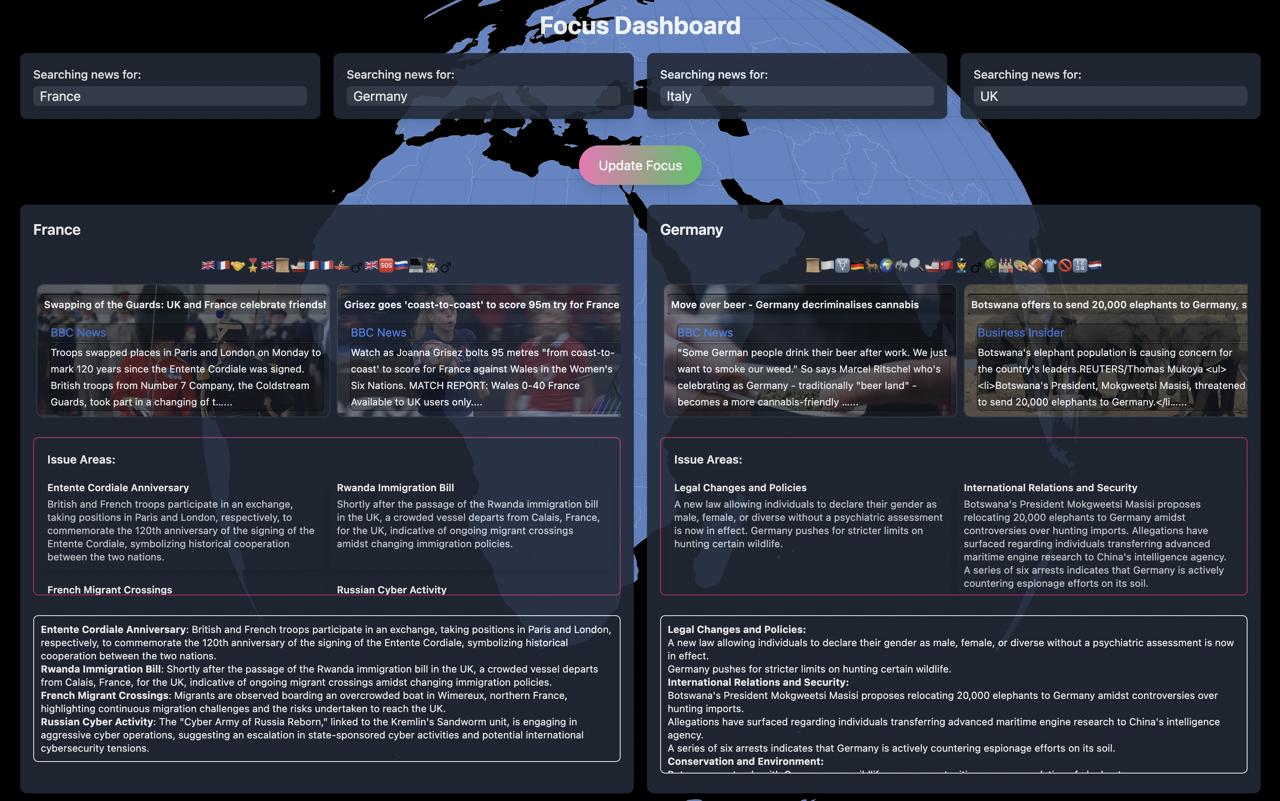 Focus Dashboard
Searching news for:
France
Searching news for:
Germany
Searching news for:
Italy
Searching news for:
UK
Update Focus
France
Swapping of the Guards: UK and France celebrate friendsh
BBC News
Troops swapped places in Paris and London on Monday to
mark 120 years since the Entente Cordiale was signed.
British troops from Number 7 Company, the Coldstream
Guards, took part in a changing of t......
Grisez goes 'coast-to-coast' to score 95m try for France
BBC News
Watch as Joanna Grisez bolts 95 metres "from coast-to-
coast' to score for France against Wales in the Women's
Six Nations. MATCH REPORT: Wales 0-40 France
Available to UK users only....
Issue Areas:
Entente Cordiale Anniversary
British and French troops participate in an exchange,
taking positions in Paris and London, respectively, to
commemorate the 120th anniversary of the signing of the
Entente Cordiale, symbolizing historical cooperation
between the two nations.
Rwanda Immigration Bill
Shortly after the passage of the Rwanda immigration bill
in the UK, a crowded vessel departs from Calais, France,
for the UK, indicative of ongoing migrant crossings
amidst changing immigration policies.
French Migrant Crossings
Russian Cyber Activity
Entente Cordiale Anniversary: British and French troops participate in an exchange, taking positions in Paris and London,
respectively, to commemorate the 120th anniversary of the signing of the Entente Cordiale, symbolizing historical
cooperation between the two nations.
Rwanda Immigration Bill: Shortly after the passage of the Rwanda immigration bill in the UK, a crowded vessel departs
from Calais, France, for the UK, indicative of ongoing migrant crossings amidst changing immigration policies.
French Migrant Crossings: Migrants are observed boarding an overcrowded boat in Wimereux, northern France,
highlighting continuous migration challenges and the risks undertaken to reach the UK.
Russian Cyber Activity: The "Cyber Army of Russia Reborn," linked to the Kremlin's Sandworm unit, is engaging in
aggressive cyber operations, suggesting an escalation in state-sponsored cyber activities and potential international
cybersecurity tensions.
Germany
Move over beer - Germany decriminalises cannabis
BBC News
"Some German people drink their beer after work. We just
want to smoke our weed." So says Marcel Ritschel who's
celebrating as Germany - traditionally "beer land" -
becomes a more cannabis-friendly ......
Botswana offers to send 20,000 elephants to Germany, s
Business Insider
Botswana's elephant population is causing concern for
the country's leaders.REUTERS/Thomas Mukoya <ul>
<li>Botswana's President, Mokgweetsi Masisi, threatened
to send 20,000 elephants to Germany.</li......
Issue Areas:
Legal Changes and Policies
A new law allowing individuals to declare their gender as
male, female, or diverse without a psychiatric assessment
is now in effect. Germany pushes for stricter limits on
hunting certain wildlife.
International Relations and Security
Botswana's President Mokgweetsi Masisi proposes
relocating 20,000 elephants to Germany amidst
controversies over hunting imports. Allegations have
surfaced regarding individuals transferring advanced
maritime engine research to China's intelligence agency.
A series of six arrests indicates that Germany is actively
countering espionage efforts on its soil.
Legal Changes and Policies:
A new law allowing individuals to declare their gender as male, female, or diverse without a psychiatric assessment is now
in effect.
Germany pushes for stricter limits on hunting certain wildlife.
International Relations and Security:
Botswana's President Mokgweetsi Masisi proposes relocating 20,000 elephants to Germany amidst controversies over
hunting imports.
Allegations have surfaced regarding individuals transferring advanced maritime engine research to China's intelligence
agency.
A series of six arrests indicates that Germany is actively countering espionage efforts on its soil.
Conservation and Environment: